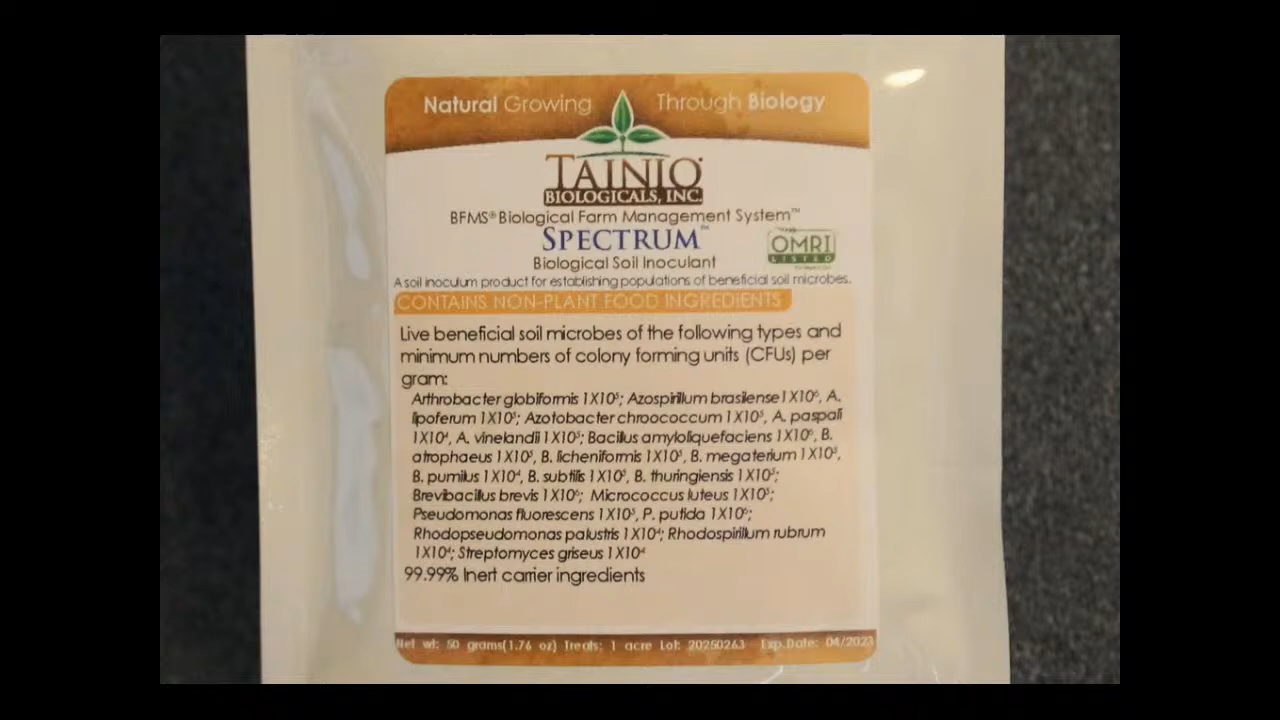 Natural Growing Through Biology
TAINIO
BIOLOGICALS, INC.
BFMS® Biological Farm Management System™
SPECTRUM™
OMRI
LISTED
Biological Soil Inoculant
A soil inoculum product for establishing populations of beneficial soil microbes.
CONTAINS NON-PLANT FOOD INGREDIENTS
Live beneficial soil microbes of the following types and
minimum numbers of colony forming units (CFUs) per
gram:
Arthrobacter globiformis 1X10⁵; Azospirillum brasilense 1X10⁶, A.
lipoferum 1X10⁵; Azotobacter chroococcum 1X10⁵, A. paspali
1X10⁴, A. vinelandii 1X10⁵; Bacillus amyloliquefaciens 1X10⁶, B.
atrophaeus 1X10⁵, B. licheniformis 1X10⁵, B. megaterium 1X10⁵,
B. pumilus 1X10⁴, B. subtilis 1X10⁵, B. thuringiensis 1X10⁵;
Brevibacillus brevis 1X10⁶; Micrococcus luteus 1X10⁵;
Pseudomonas fluorescens 1X10⁵, P. putida 1X10⁶;
Rhodopseudomonas palustris 1X10⁴; Rhodospirillum rubrum
1X10⁴; Streptomyces griseus 1X10⁴
99.99% Inert carrier ingredients
Net wt: 50 grams(1.76 oz) Treats: 1 acre Lot: 20250263 Exp.Date: 04/2023